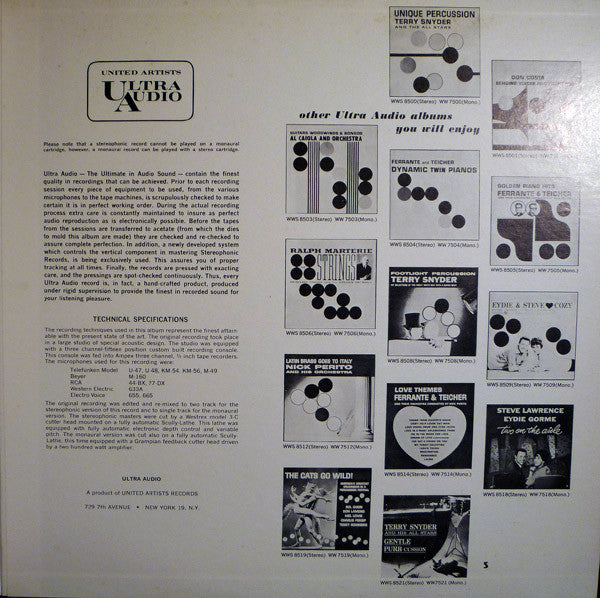 UNITED ARTISTS
ULTRA
AUDIO
Please note that a stereophonic record cannot be played on a monaural
cartridge, however, a monaural record can be played with a stereo cartridge.
Ultra Audio — The Ultimate in Audio Sound — contain the finest
quality in recordings that can be achieved. Prior to each recording
session every piece of equipment to be used, from the various
microphones to the tape machines, is scrupulously checked to make
certain it is in perfect working order. During the actual recording
process extra care is constantly maintained to insure as perfect
audio reproduction as is electronically possible. Before the tapes
from the sessions are transferred to acetate (from which the dies
to mold this album are made) they are checked and re-checked to
assure complete perfection. In addition, a newly developed system
which controls the vertical component in mastering Stereophonic
Records, is being exclusively used. This assures you of proper
tracking at all times. Finally, the records are pressed with exacting
care, and the pressings are spot-checked continuously. Thus, every
Ultra Audio record is, in fact, a hand-crafted product, produced
under rigid supervision to provide the finest in recorded sound for
your listening pleasure.
TECHNICAL SPECIFICATIONS
The recording techniques used in this album represent the finest attain-
able with the present state of the art. The original recording took place
in a large studio of special acoustic design. The studio was equipped
with a three channel fifteen position custom built recording console.
This console was fed into Ampex three channel, ½ inch tape recorders.
The microphones used for this recording were:
Telefunken Model U-47, U-48, KM-54, KM-56, M-49
Beyer M-160
RCA 44-BX, 77-DX
Western Electric 633A
Electro Voice 655, 665
The original recording was edited and re-mixed to two track for the
stereophonic version of this record and to single track for the monaural
version. The stereophonic masters were cut by a Westrex model 3-C
cutter head mounted on a fully automatic Scully-Lathe. This lathe was
equipped with fully automatic electronic depth control and variable
pitch. The monaural version was cut also on a fully automatic Scully-
Lathe, this time equipped with a Grampian feedback cutter head driven
by a two hundred watt amplifier.
ULTRA AUDIO
A product of UNITED ARTISTS RECORDS
729 7th AVENUE • NEW YORK 19, N.Y.
other Ultra Audio albums
you will enjoy
UNIQUE PERCUSSION
TERRY SNYDER
AND THE ALL STARS
WWS 8500(Stereo) WW 7500(Mono.)
DON COSTA
GUITARS WOODWINDS & BONGOS
AL CAIOLA AND ORCHESTRA
WWS 8503(Stereo) WW 7503(Mono.)
FERRANTE and TEICHER
DYNAMIC TWIN PIANOS
WWS 8504(Stereo) WW 7504(Mono.)
GOLDEN PIANO HITS
FERRANTE & TEICHER
WWS 8505(Stereo) WW 7505(Mono.)
RALPH MARTERIE
STRINGS
WWS 8506(Stereo) WW 7506(Mono.)
FOOTLIGHT PERCUSSION
TERRY SNYDER
WWS 8508(Stereo) WW 7508(Mono.)
EYDIE & STEVE COZY
WWS 8509(Stereo) WW 7509(Mono.)
LATIN BRASS GOES TO ITALY
NICK PERITO
AND HIS ORCHESTRA
WWS 8512(Stereo) WW 7512(Mono.)
LOVE THEMES
FERRANTE & TEICHER
WWS 8514(Stereo) WW 7514(Mono.)
STEVE LAWRENCE
EYDIE GORME
Two on the aisle
WWS 8518(Stereo) WW 7518(Mono.)
THE CATS GO WILD!
WWS 8519(Stereo) WW 7519(Mono.)
TERRY SNYDER
AND HIS ALL STARS
GENTLE
PURR CUSSION
WWS 8521(Stereo) WW7521 (Mono.)
5